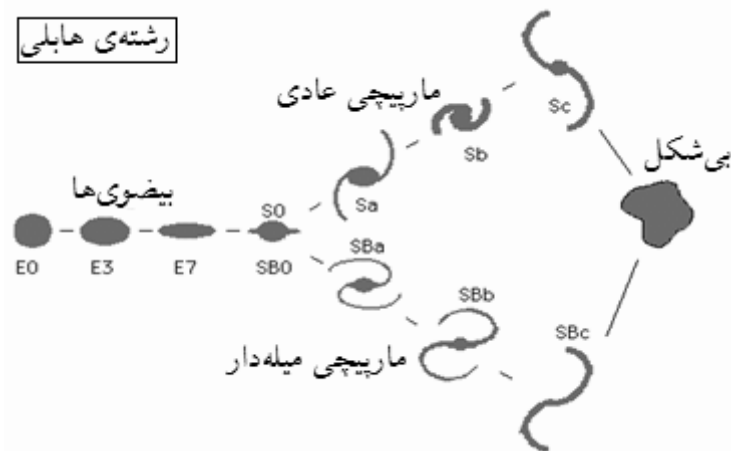 رشته‌ی هابلی
مارپیچی عادی
Sc
Sb
بی‌شکل
بیضوی‌ها
S0
Sa
E0
E3
E7
SB0
SBa
SBb
SBc
مارپیچی میله‌دار